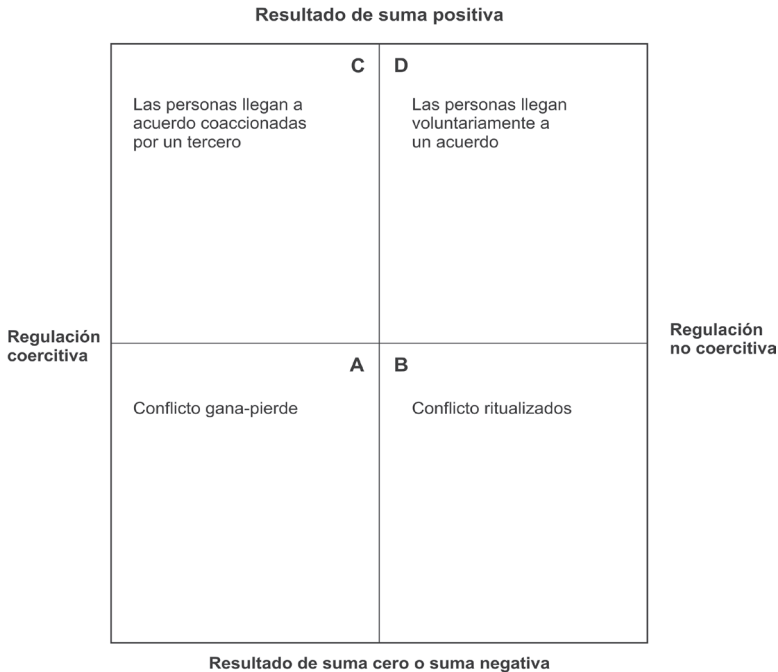 Resultado de suma positiva
C
D
Las personas llegan a
acuerdo coaccionadas
por un tercero
Las personas llegan
voluntariamente a
un acuerdo
Regulación
coercitiva
Regulación
no coercitiva
A
B
Conflicto gana-pierde
Conflicto ritualizados
Resultado de suma cero o suma negativa